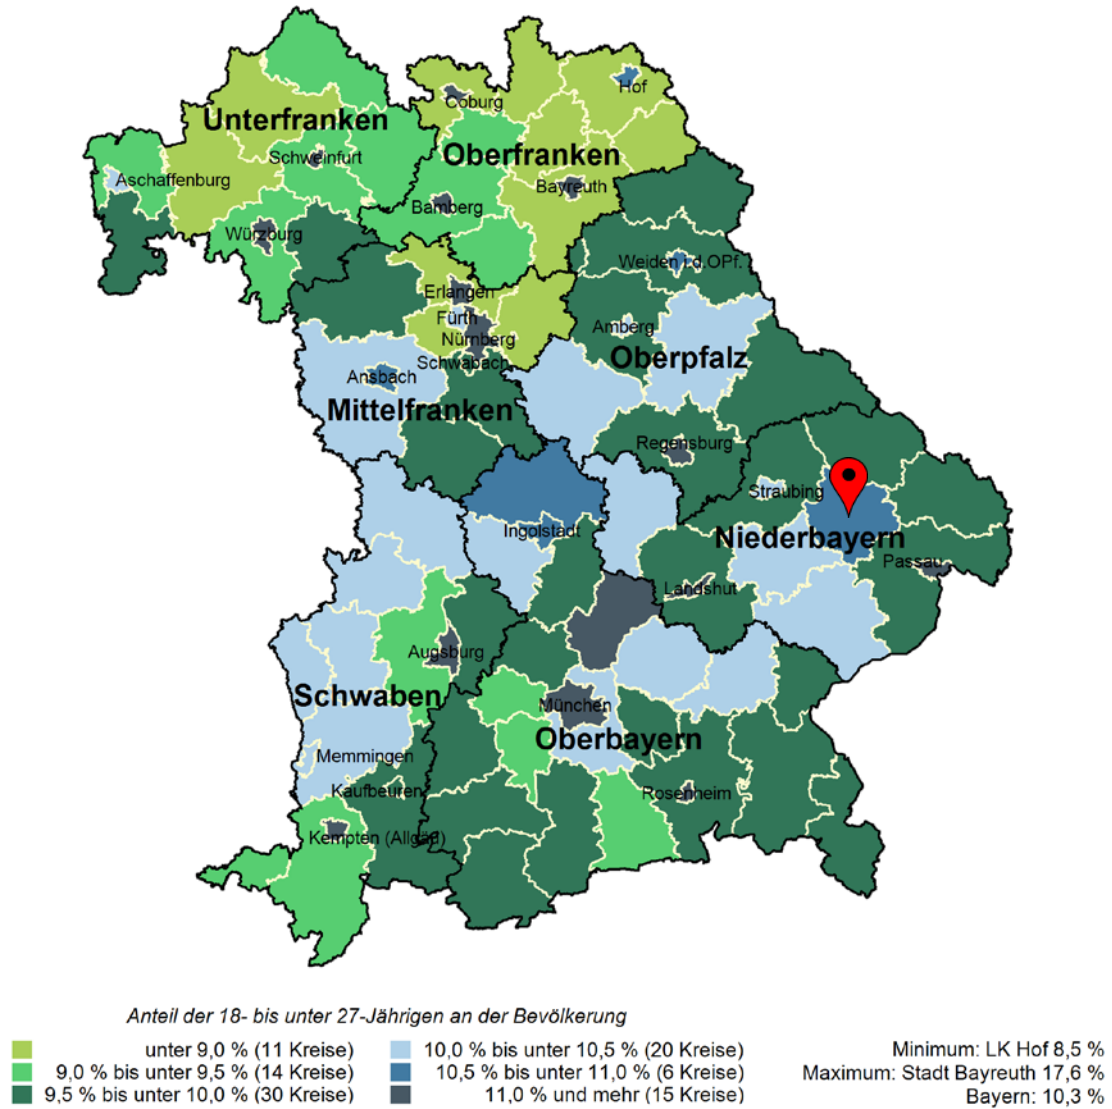 Hof
Coburg
Unterfranken
Schweinfurt
Oberfranken
Aschaffenburg
Bayreuth
Bamberg
Würzburg
Weiden i.d.OPf.
Erlangen
Fürth
Amberg
Nürnberg
Oberpfalz
Schwabach
Ansbach
Mittelfranken
Regensburg
Straubing
Ingolstadt
Niederbayern
Passau
Landshut
Augsburg
Schwaben
München
Oberbayern
Memmingen
Kaufbeuren
Rosenheim
Kempten (Allgäu)
Anteil der 18- bis unter 27-Jährigen an der Bevölkerung
unter 9,0 % (11 Kreise)
9,0 % bis unter 9,5 % (14 Kreise)
9,5 % bis unter 10,0 % (30 Kreise)
10,0 % bis unter 10,5 % (20 Kreise)
10,5 % bis unter 11,0 % (6 Kreise)
11,0 % und mehr (15 Kreise)
Minimum: LK Hof 8,5 %
Maximum: Stadt Bayreuth 17,6 %
Bayern: 10,3 %